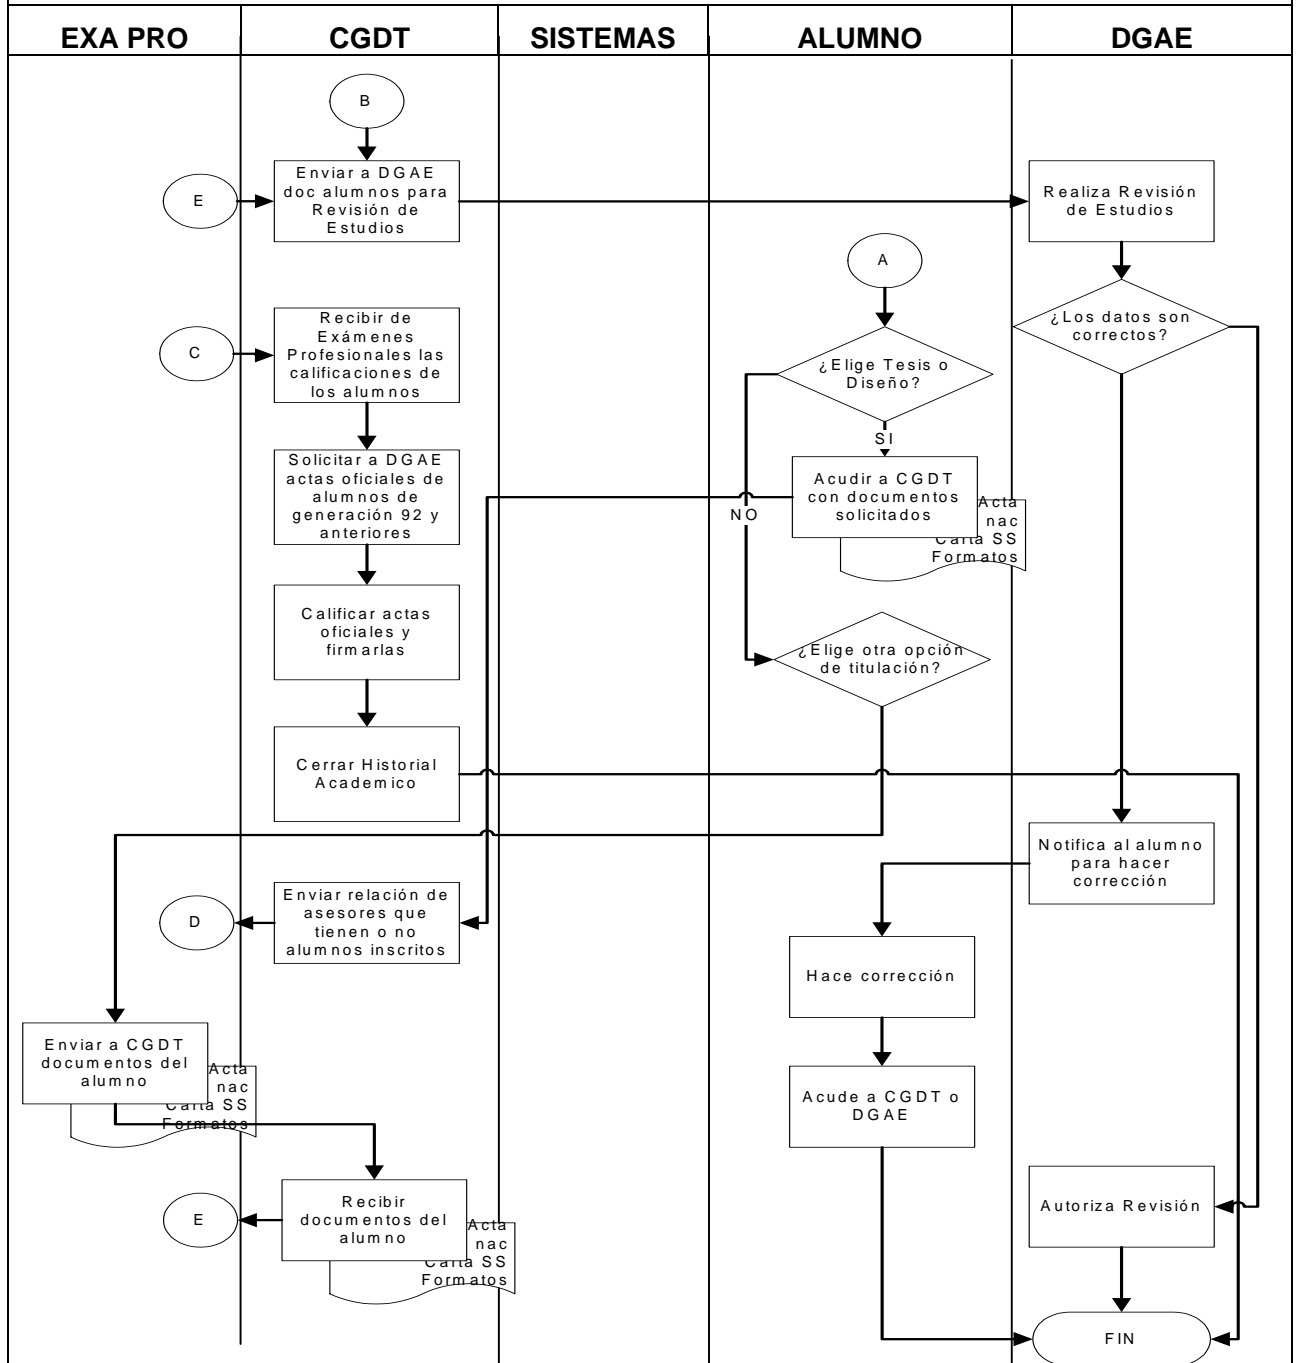 EXA PRO
CGDT
SISTEMAS
ALUMNO
DGAE
B
E
Enviar a DGAE
doc alumnos para
Revisión de
Estudios
Realiza Revisión
de Estudios
A
C
Recibir de
Exámenes
Profesionales las
calificaciones de
los alumnos
¿Los datos son
correctos?
¿Elige Tesis o
Diseño?
SI
Solicitar a DGAE
actas oficiales de
alumnos de
generación 92 y
anteriores
Acudir a CGDT
con documentos
solicitados
Acta
nac
Carta SS
Formatos
NO
Calificar actas
oficiales y
firmarlas
¿Elige otra opción
de titulación?
Cerrar Historial
Academico
Notifica al alumno
para hacer
corrección
D
Enviar relación de
asesores que
tienen o no
alumnos inscritos
Hace corrección
Enviar a CGDT
documentos del
alumno
Acta
nac
Carta SS
Formatos
Acude a CGDT o
DGAE
E
Recibir
documentos del
alumno
Acta
nac
Carta SS
Formatos
Autoriza Revisión
FIN